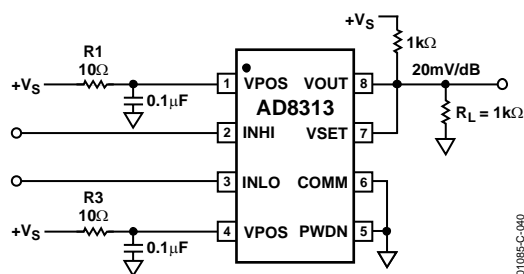 +VS
1kΩ
R1
10Ω
+VS
0.1µF
1
VPOS
VOUT
8
20mV/dB
AD8313
RL = 1kΩ
2
INHI
VSET
7
3
INLO
COMM
6
R3
10Ω
+VS
4
VPOS
PWDN
5
0.1µF
01085-C-040